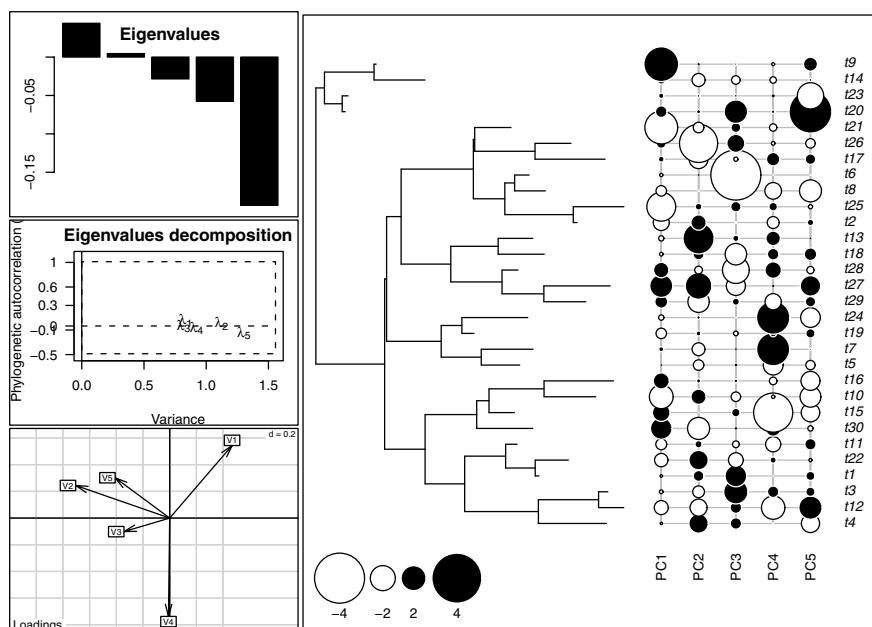 Eigenvalues
−0.05
−0.15
Eigenvalues decomposition
Phylogenetic autocorrelation (
1
0.6
0.3
0
−0.1
−0.5
λ1
λ2
λ3
λ4
λ5
0.0
0.5
1.0
1.5
Variance
d = 0.2
V1
V5
V2
V3
V4
Loadings
t9
t14
t23
t20
t21
t26
t17
t6
t8
t25
t2
t13
t18
t28
t27
t29
t24
t19
t7
t5
t16
t10
t15
t30
t11
t22
t1
t3
t12
t4
PC1
PC2
PC3
PC4
PC5
−4
−2
2
4